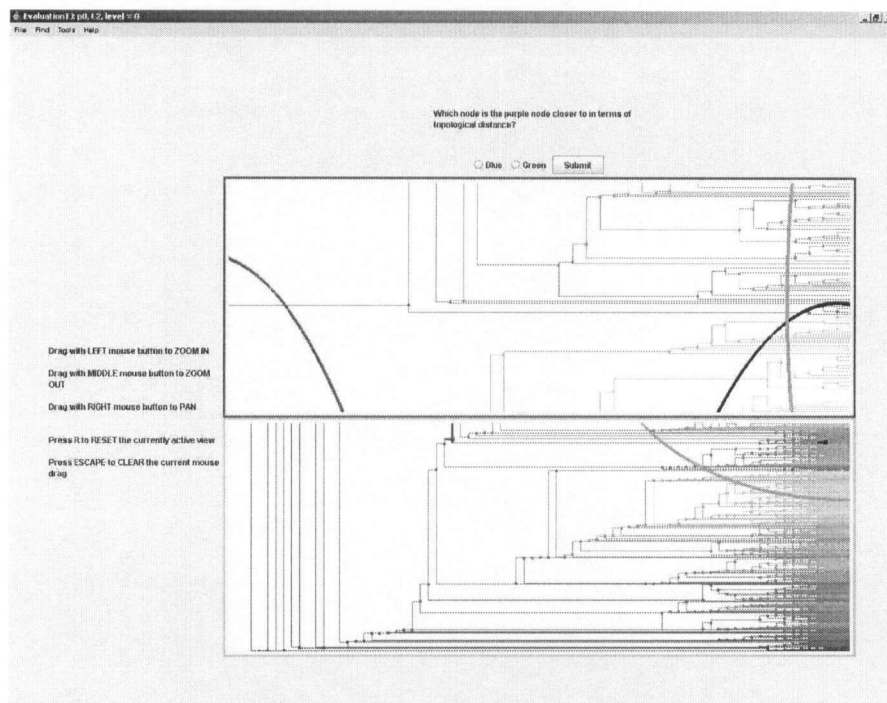 File Find Tools Help
Which node is the purple node closer to in terms of
topological distance?
Blue Green Submit
Drag with LEFT mouse button to ZOOM IN
Drag with MIDDLE mouse button to ZOOM
OUT
Drag with RIGHT mouse button to PAN
Press R to RESET the currently active view
Press ESCAPE to CLEAR the current mouse
drag